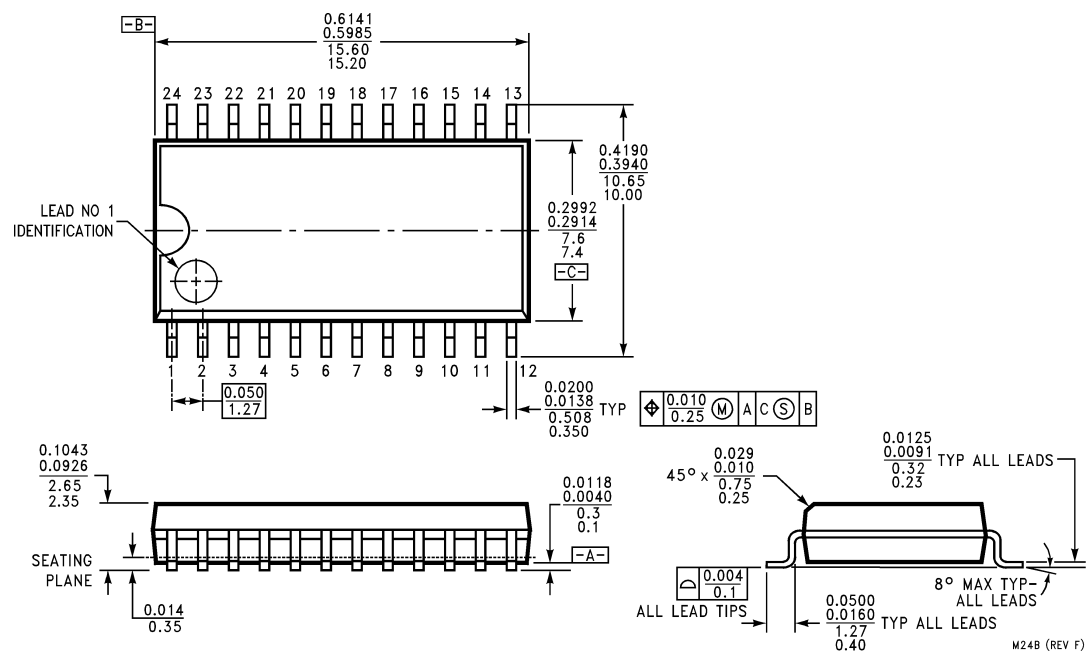 -B-
0.6141
0.5985
15.60
15.20
24 23 22 21 20 19 18 17 16 15 14 13
0.4190
0.3940
10.65
10.00
LEAD NO 1
IDENTIFICATION
0.2992
0.2914
7.6
7.4
-C-
1 2 3 4 5 6 7 8 9 10 11 12
0.050
1.27
0.0200
0.0138
0.508
0.350
TYP
0.010
0.25
M A C S B
0.1043
0.0926
2.65
2.35
0.0118
0.0040
0.3
0.1
-A-
SEATING
PLANE
0.014
0.35
45° x
0.029
0.010
0.75
0.25
0.0125
0.0091
0.32
0.23
TYP ALL LEADS
0.004
0.1
ALL LEAD TIPS
8° MAX TYP-
ALL LEADS
0.0500
0.0160
1.27
0.40
TYP ALL LEADS
M24B (REV F)